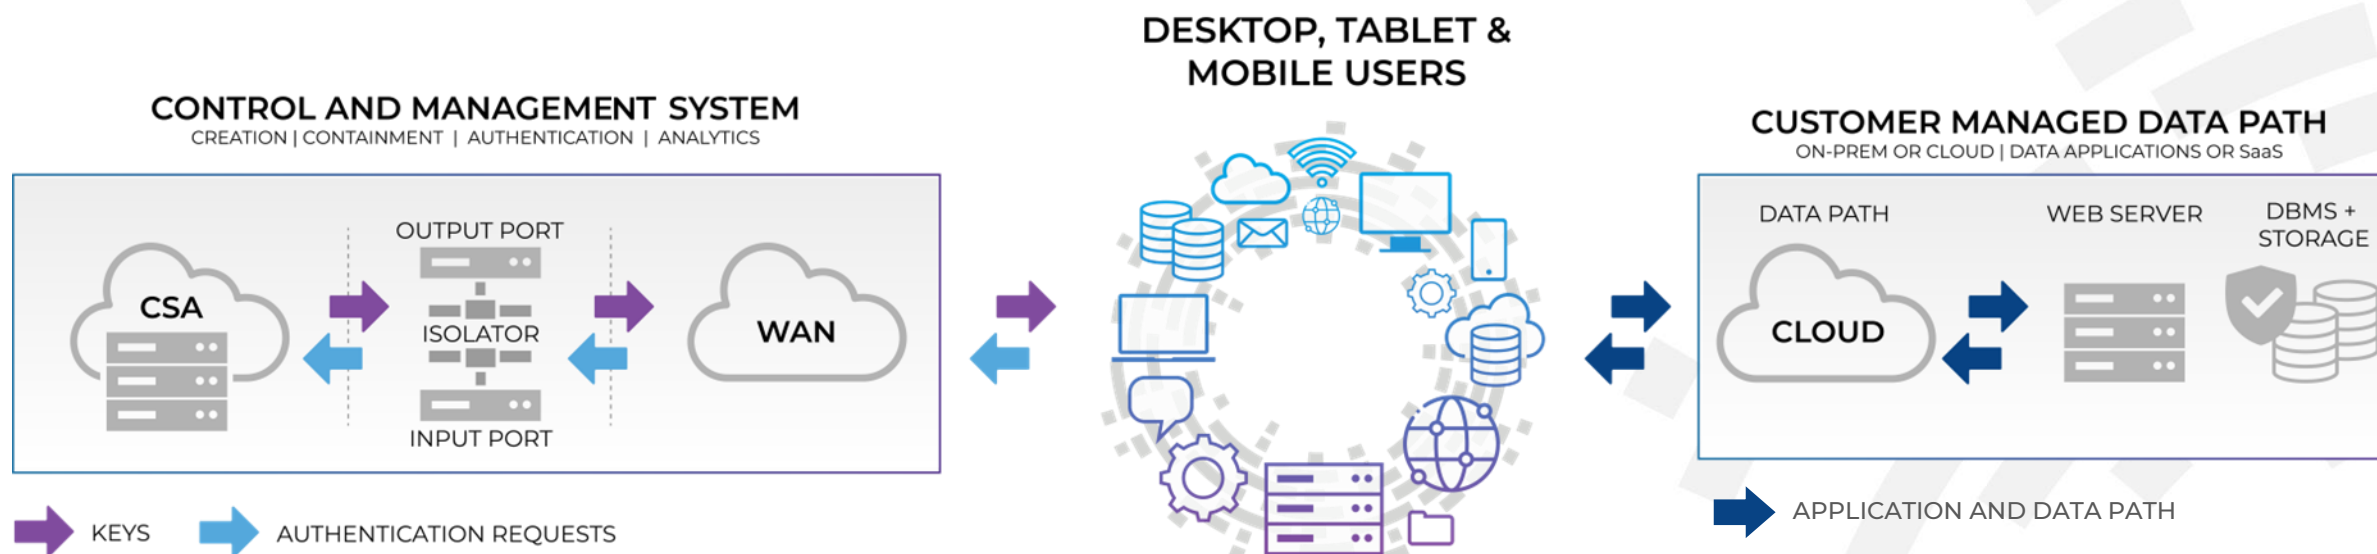 DESKTOP, TABLET &
MOBILE USERS
CONTROL AND MANAGEMENT SYSTEM
CREATION | CONTAINMENT | AUTHENTICATION | ANALYTICS
CSA
OUTPUT PORT
ISOLATOR
INPUT PORT
WAN
KEYS
AUTHENTICATION REQUESTS
CUSTOMER MANAGED DATA PATH
ON-PREM OR CLOUD | DATA APPLICATIONS OR SaaS
DATA PATH
CLOUD
WEB SERVER
DBMS +
STORAGE
APPLICATION AND DATA PATH